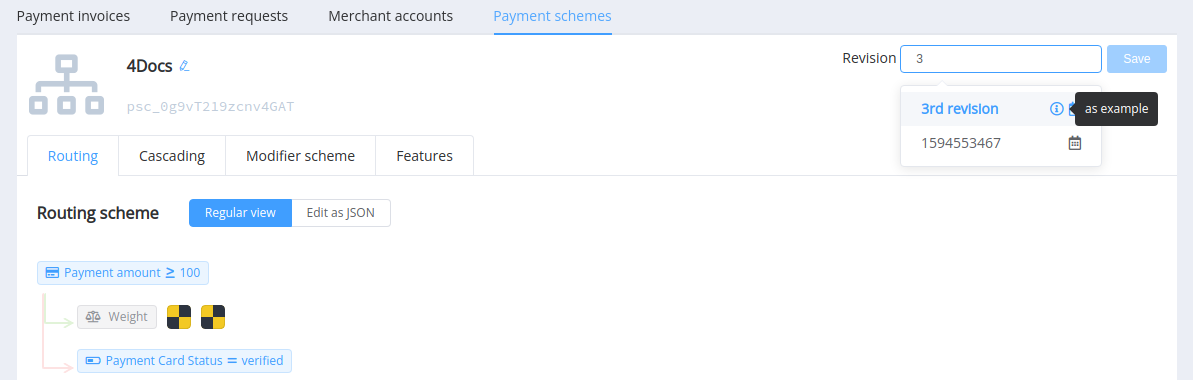 Payment invoices Payment requests Merchant accounts Payment schemes
4Docs
Revision 3 Save
psc_0g9vT219zcnv4GAT
3rd revision
as example
1594553467
Routing Cascading Modifier scheme Features
Routing scheme Regular view Edit as JSON
Payment amount ≥ 100
Weight
Payment Card Status = verified